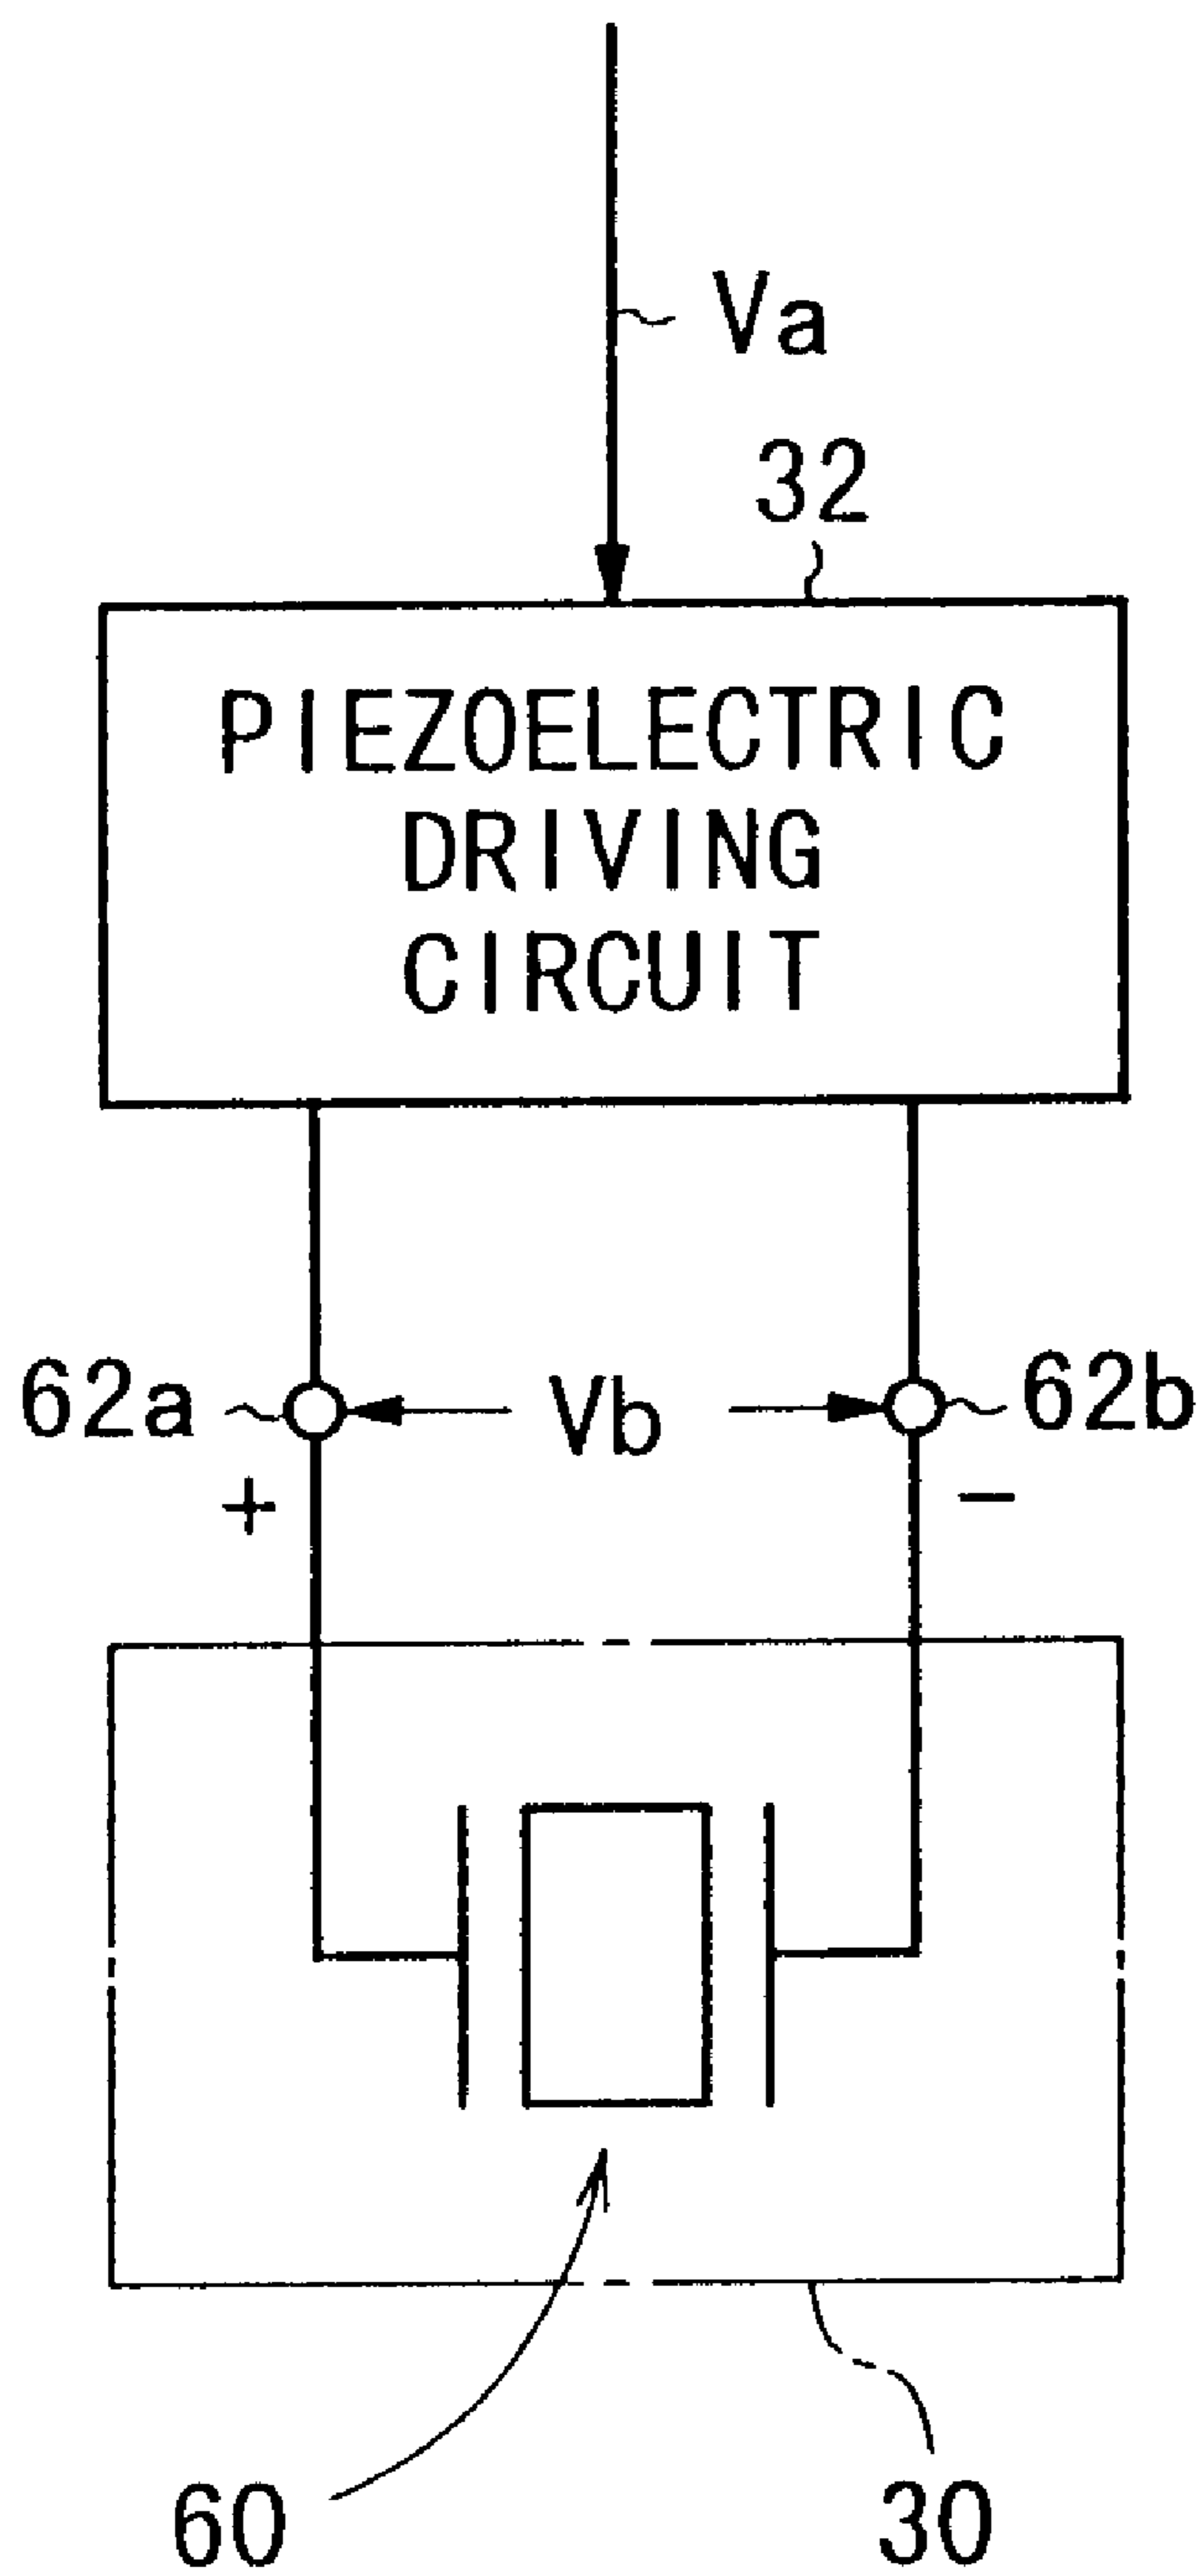 Va
32
PIEZOELECTRIC
DRIVING
CIRCUIT
62a Vb 62b
+ −
60 30